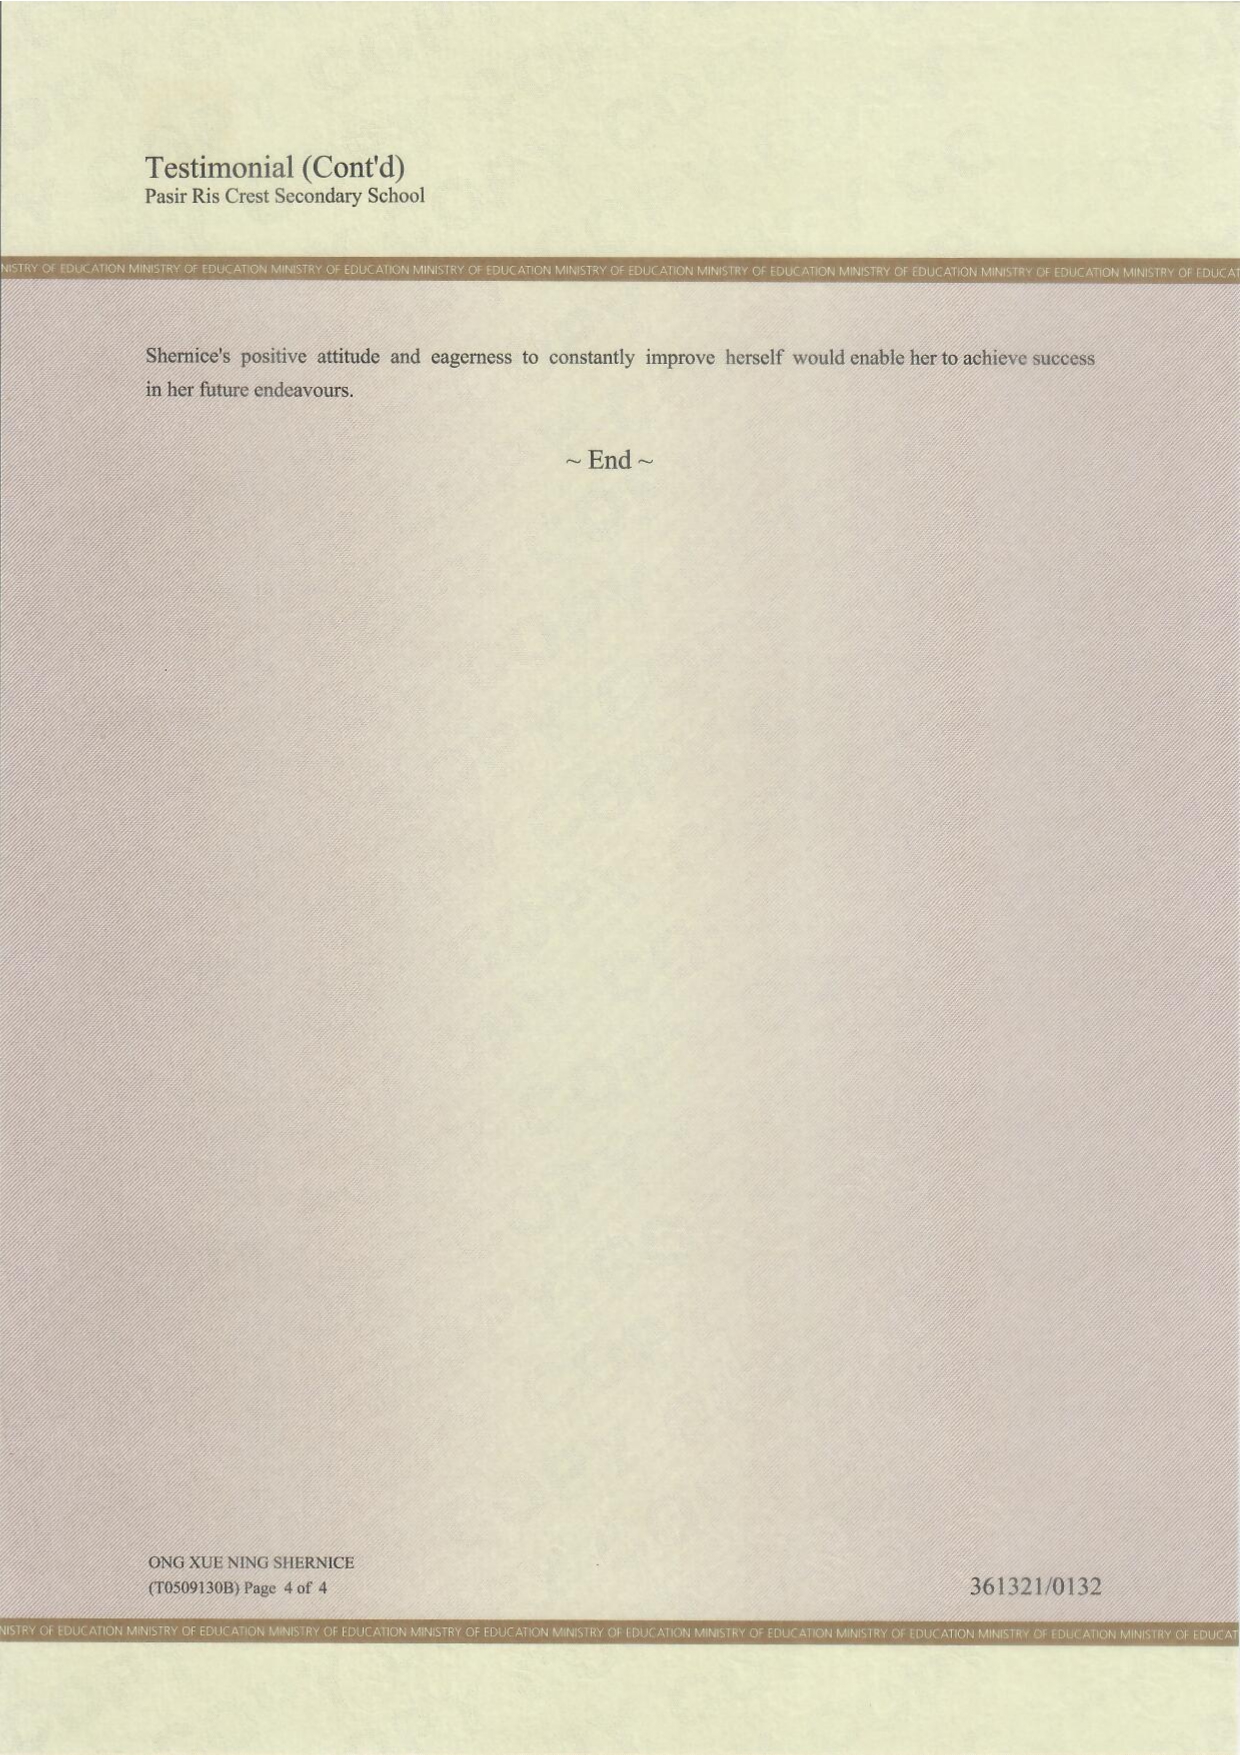 Testimonial (Cont'd)
Pasir Ris Crest Secondary School
NISTRY OF EDUCATION MINISTRY OF EDUCATION MINISTRY OF EDUCATION MINISTRY OF EDUCATION MINISTRY OF EDUCATION MINISTRY OF EDUCATION MINISTRY OF EDUCATION MINISTRY OF EDUCATION MINISTRY OF EDUCAT
Shernice's positive attitude and eagerness to constantly improve herself would enable her to achieve success
in her future endeavours.
~ End ~
ONG XUE NING SHERNICE
(T0509130B) Page 4 of 4
361321/0132
NISTRY OF EDUCATION MINISTRY OF EDUCATION MINISTRY OF EDUCATION MINISTRY OF EDUCATION MINISTRY OF EDUCATION MINISTRY OF EDUCATION MINISTRY OF EDUCATION MINISTRY OF EDUCATION MINISTRY OF EDUCAT